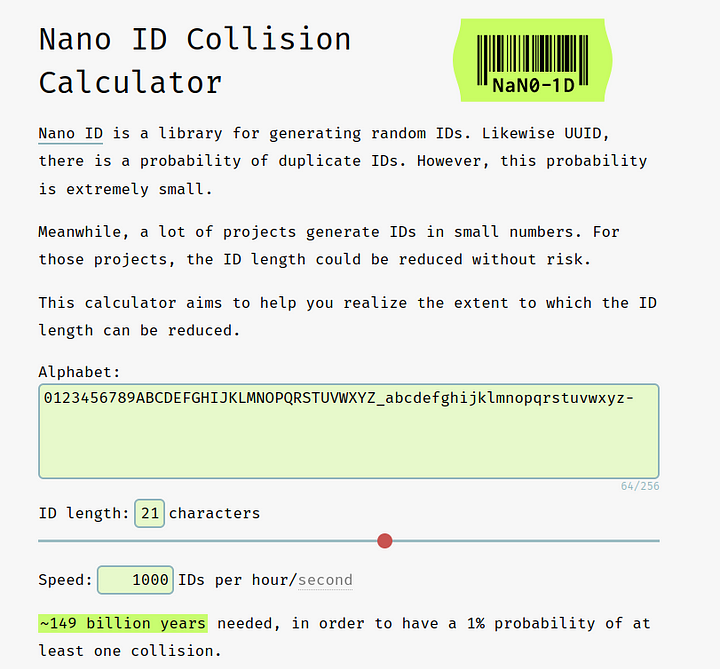 Nano ID Collision
Calculator
NaN0-1D
Nano ID is a library for generating random IDs. Likewise UUID,
there is a probability of duplicate IDs. However, this probability
is extremely small.
Meanwhile, a lot of projects generate IDs in small numbers. For
those projects, the ID length could be reduced without risk.
This calculator aims to help you realize the extent to which the ID
length can be reduced.
Alphabet:
0123456789ABCDEFGHIJKLMNOPQRSTUVWXYZ_abcdefghijklmnopqrstuvwxyz-
64/256
ID length: 21 characters
Speed: 1000 IDs per hour/second
~149 billion years needed, in order to have a 1% probability of at
least one collision.